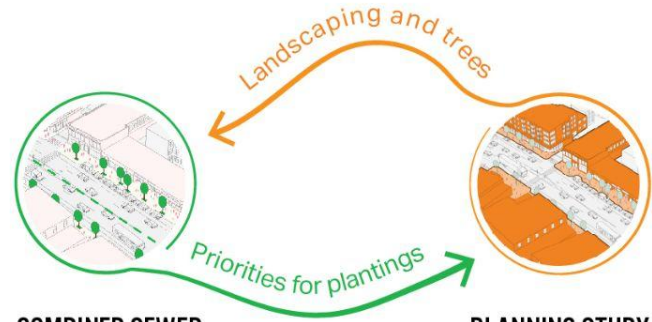 Landscaping and trees
Priorities for plantings
COMBINED SEWER
PLANNING STUDY